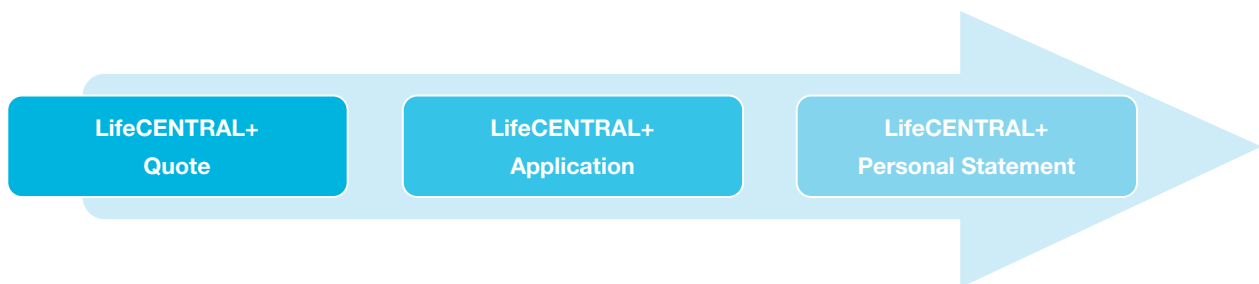 LifeCENTRAL+
Quote
LifeCENTRAL+
Application
LifeCENTRAL+
Personal Statement